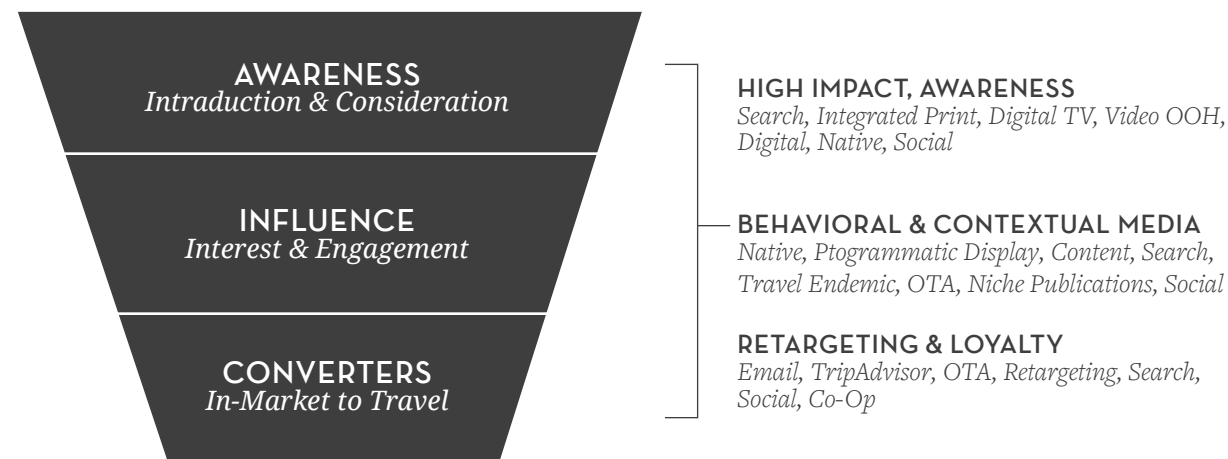 AWARENESS
Intraduction & Consideration
INFLUENCE
Interest & Engagement
CONVERTERS
In-Market to Travel
HIGH IMPACT, AWARENESS
Search, Integrated Print, Digital TV, Video OOH,
Digital, Native, Social
BEHAVIORAL & CONTEXTUAL MEDIA
Native, Ptogrammatic Display, Content, Search,
Travel Endemic, OTA, Niche Publications, Social
RETARGETING & LOYALTY
Email, TripAdvisor, OTA, Retargeting, Search,
Social, Co-Op